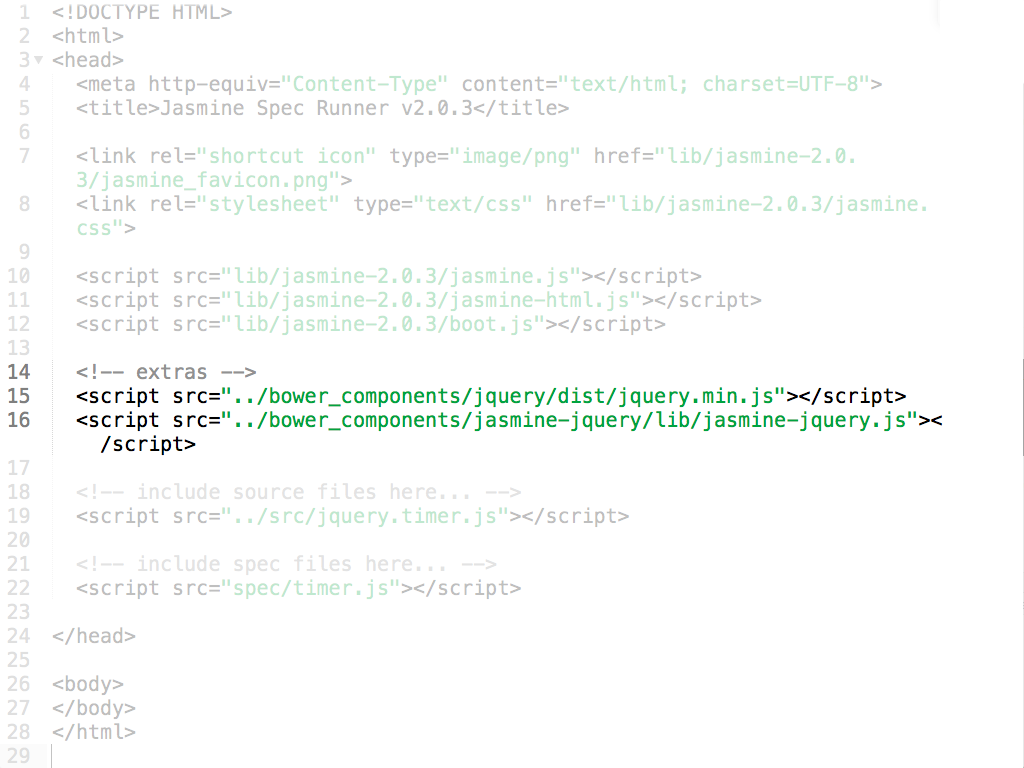 1 <!DOCTYPE HTML>
2 <html>
3 <head>
4 <meta http-equiv="Content-Type" content="text/html; charset=UTF-8">
5 <title>Jasmine Spec Runner v2.0.3</title>
6
7 <link rel="shortcut icon" type="image/png" href="lib/jasmine-2.0.
3/jasmine_favicon.png">
8 <link rel="stylesheet" type="text/css" href="lib/jasmine-2.0.3/jasmine.
css">
9
10 <script src="lib/jasmine-2.0.3/jasmine.js"></script>
11 <script src="lib/jasmine-2.0.3/jasmine-html.js"></script>
12 <script src="lib/jasmine-2.0.3/boot.js"></script>
13
14 <!-- extras -->
15 <script src="../bower_components/jquery/dist/jquery.min.js"></script>
16 <script src="../bower_components/jasmine-jquery/lib/jasmine-jquery.js"><
/script>
17
18 <!-- include source files here... -->
19 <script src="../src/jquery.timer.js"></script>
20
21 <!-- include spec files here... -->
22 <script src="spec/timer.js"></script>
23
24 </head>
25
26 <body>
27 </body>
28 </html>
29